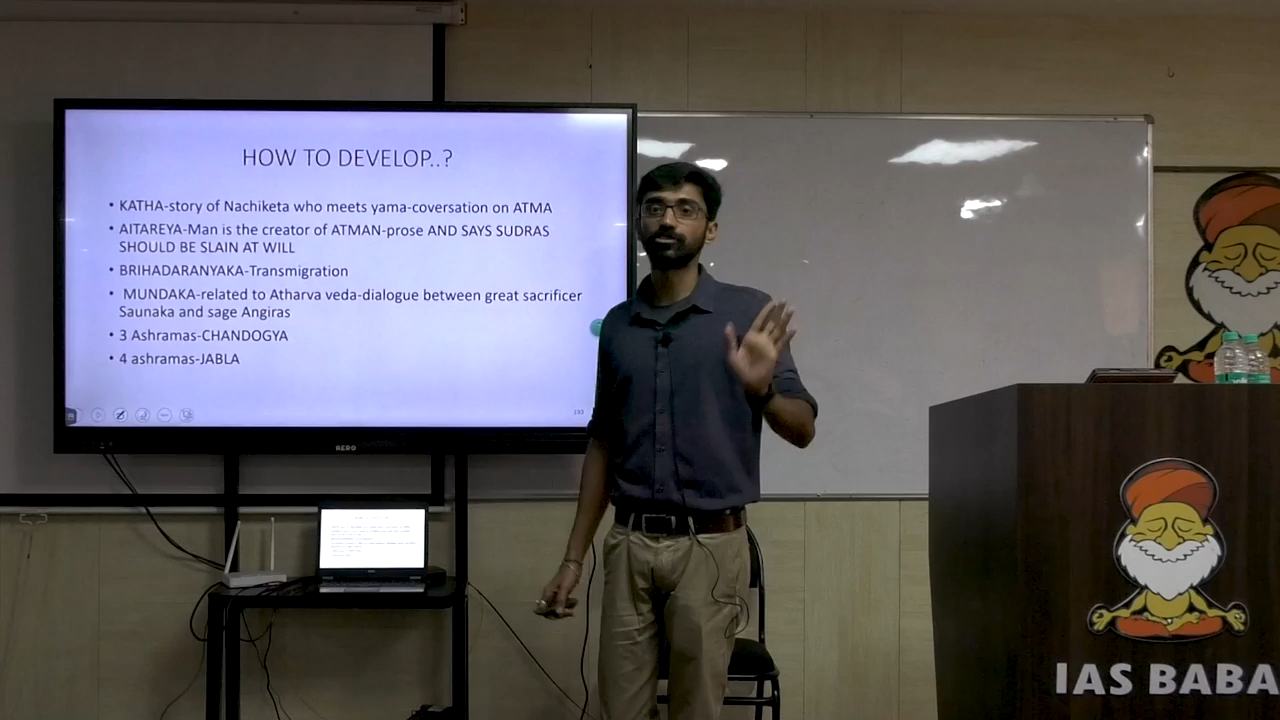 HOW TO DEVELOP..?
• KATHA-story of Nachiketa who meets yama-coversation on ATMA
• AITAREYA-Man is the creator of ATMAN-prose AND SAYS SUDRAS
SHOULD BE SLAIN AT WILL
• BRIHADARANYAKA-Transmigration
• MUNDAKA-related to Atharva veda-dialogue between great sacrificer
Saunaka and sage Angiras
• 3 Ashramas-CHANDOGYA
• 4 ashramas-JABLA
193
AERO
IAS BABA